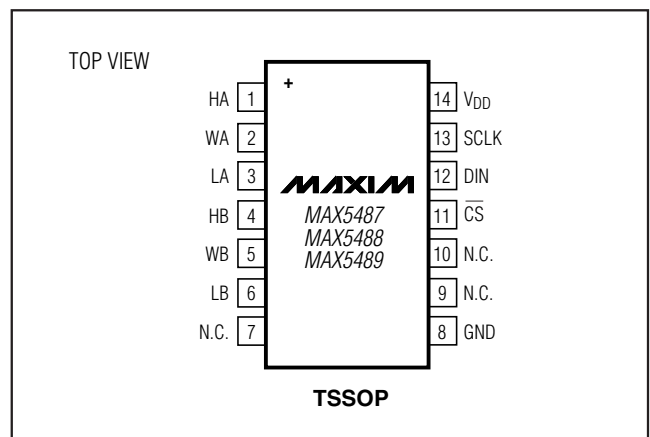 TOP VIEW
+
HA 1
WA 2
LA 3
HB 4
WB 5
LB 6
N.C. 7
MAXIM
MAX5487
MAX5488
MAX5489
14 VDD
13 SCLK
12 DIN
11 C̅S̅
10 N.C.
9 N.C.
8 GND
TSSOP